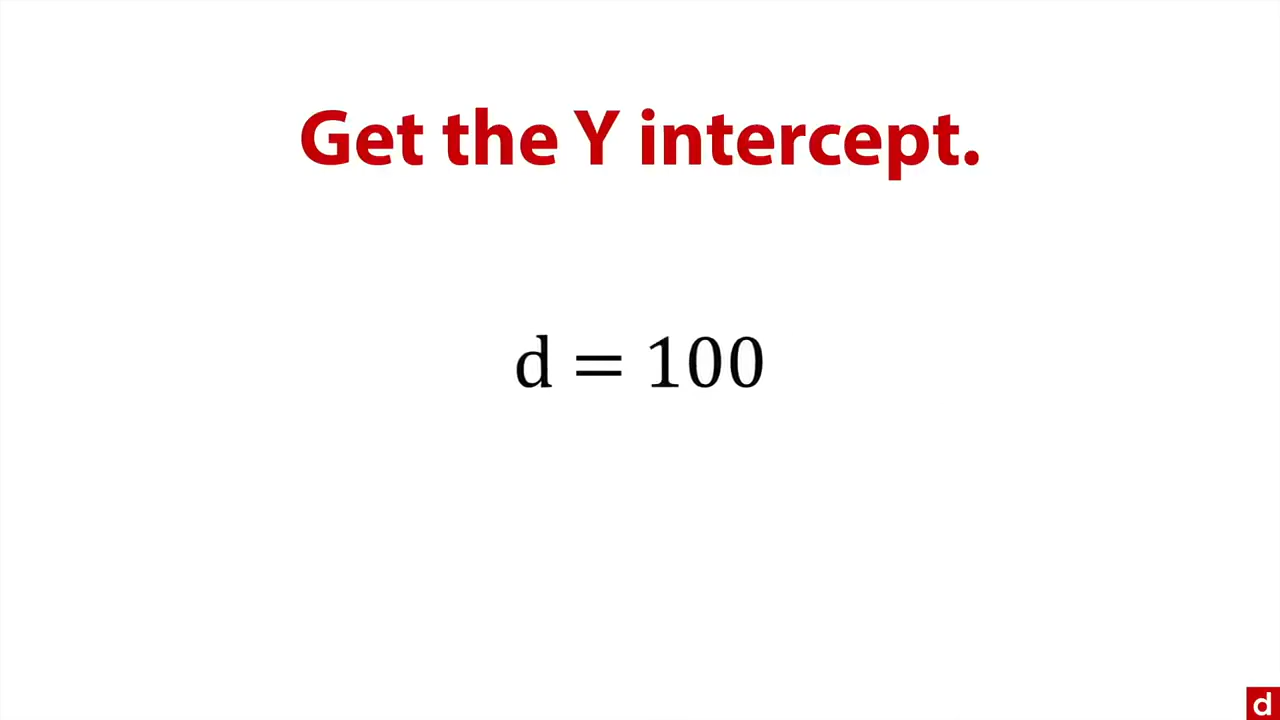 Get the Y intercept.
d = 100
d